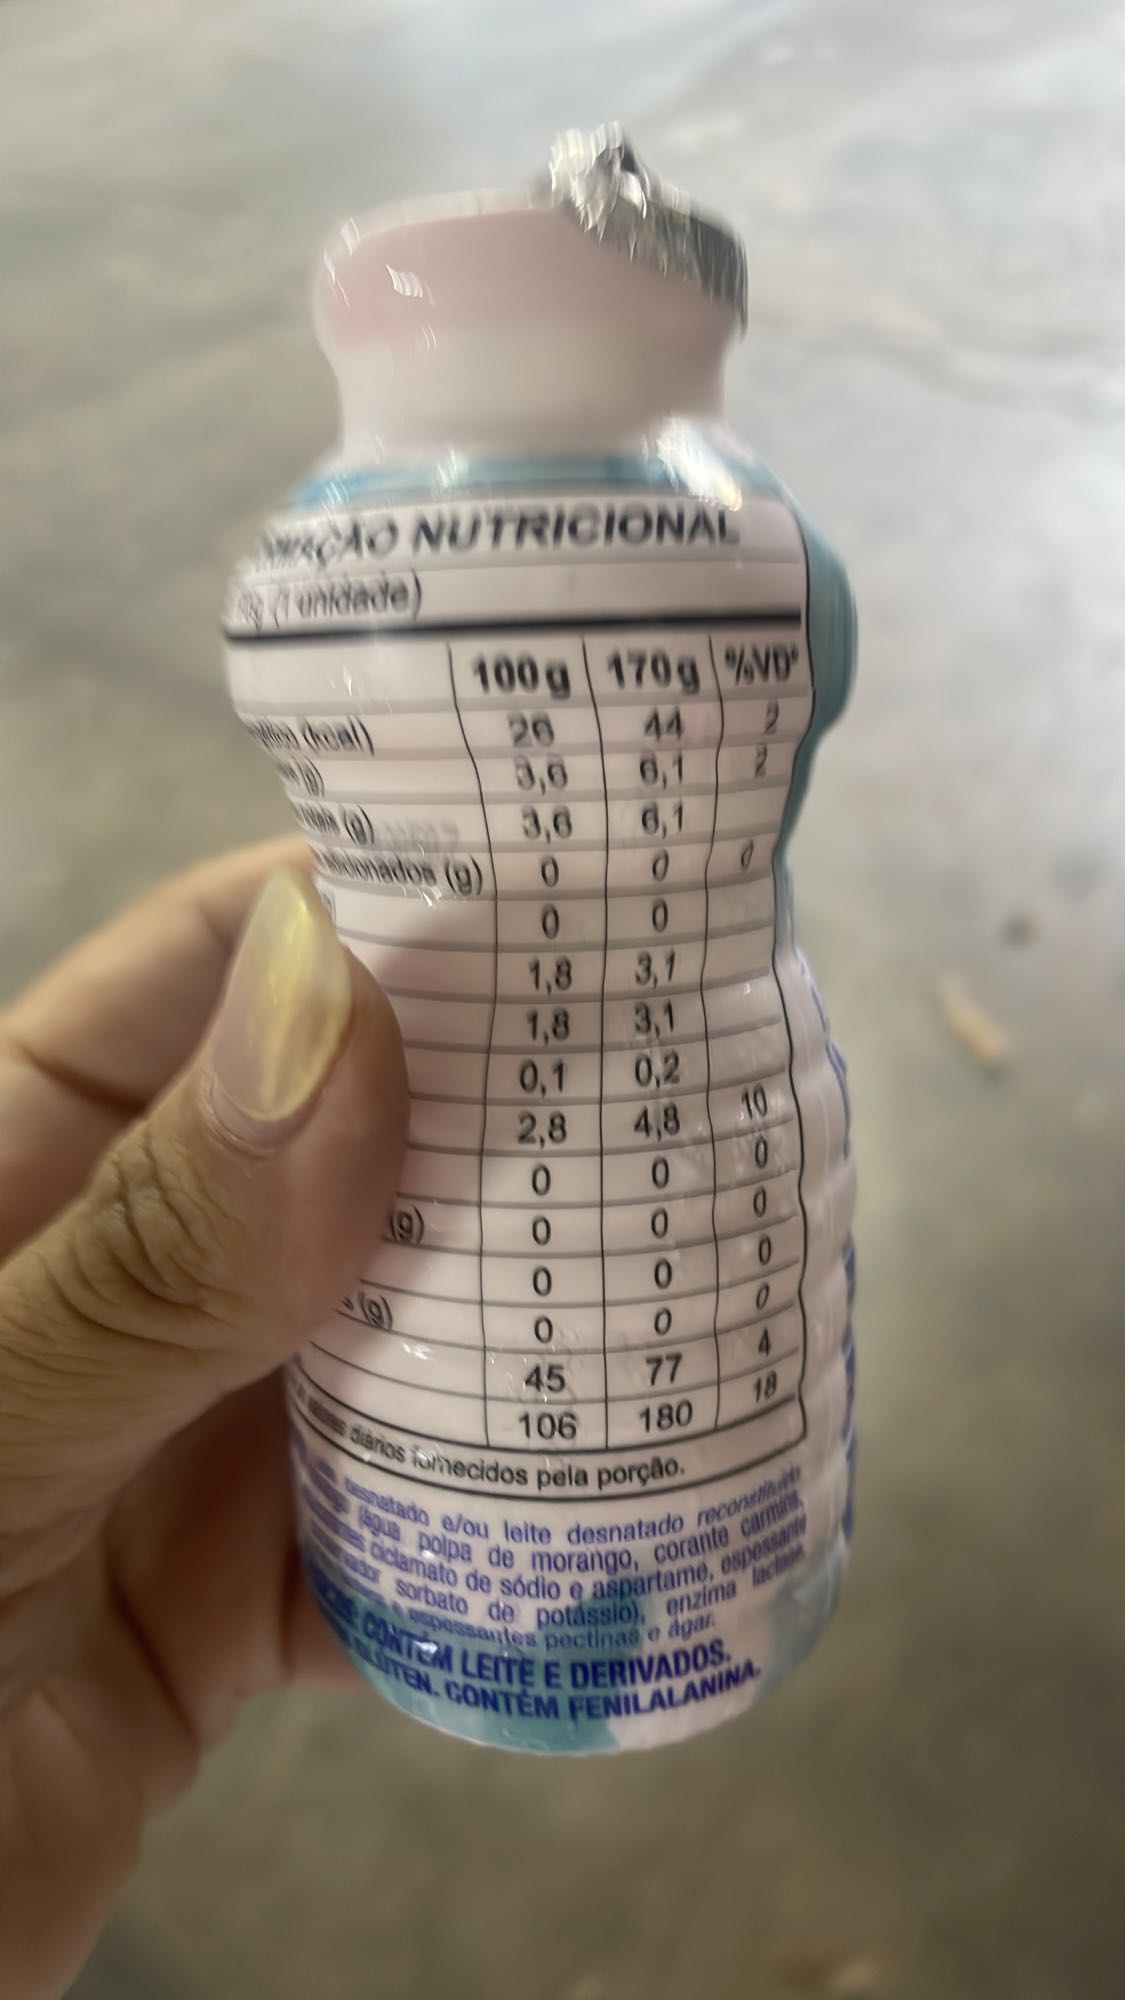 NUTRICIONAL
(1 unidade)
100g 170g %VD*
(kcal) 26 44 2
(g) 3,6 6,1 2
(g) 3,6 6,1
adicionados (g) 0 0 0
0 0
1,8 3,1
1,8 3,1
0,1 0,2
2,8 4,8 10
0 0 0
(g) 0 0 0
0 0 0
(g) 0 0 0
45 77 4
106 180 18
diários fornecidos pela porção.
desnatado e/ou leite desnatado reconstituído
(água, polpa de morango, corante carmim,
ciclamato de sódio e aspartame, espessante
sorbato de potássio), enzima lactase,
e espessantes pectinas e ágar.
CONTÉM LEITE E DERIVADOS.
GLÚTEN. CONTÉM FENILALANINA.